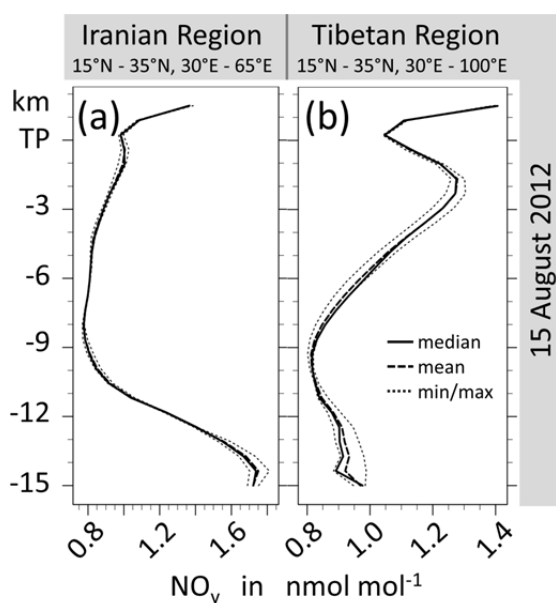 Iranian Region
15°N - 35°N, 30°E - 65°E
Tibetan Region
15°N - 35°N, 30°E - 100°E
km
TP
-3
-6
-9
-12
-15
(a)
(b)
median
mean
min/max
15 August 2012
0.8
1.2
1.6
0.8
1.0
1.2
1.4
NOy in nmol mol⁻¹